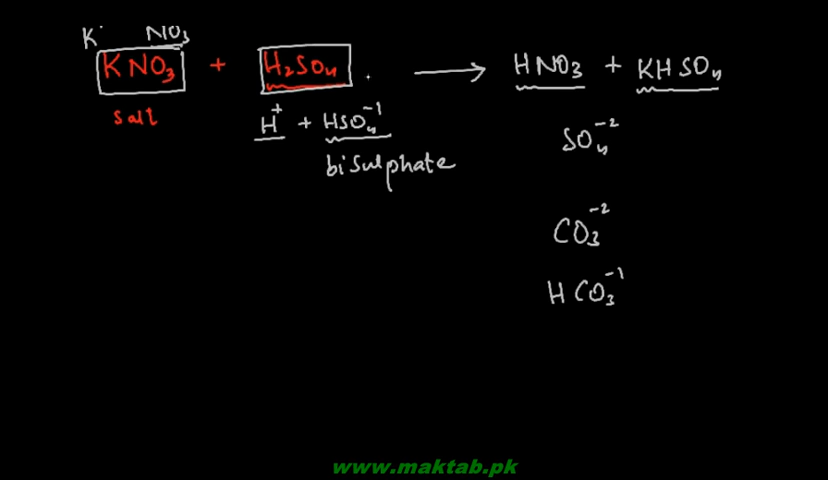 K⁺ NO₃
KNO₃ + H₂SO₄ ⟶ HNO₃ + KHSO₄
salt
H⁺ + HSO₄⁻¹
SO₄⁻²
bisulphate
CO₃⁻²
HCO₃⁻¹
www.maktab.pk